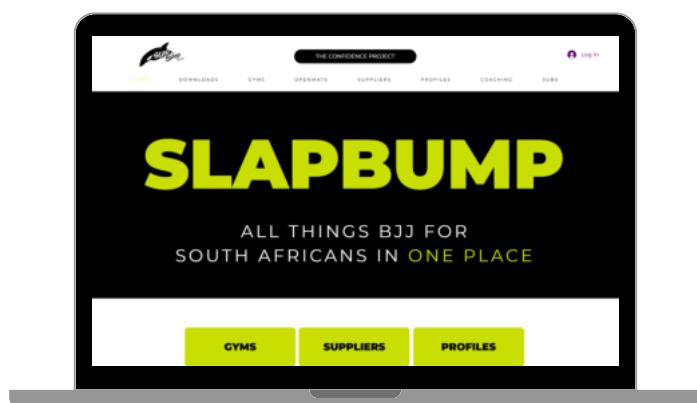 THE CONFIDENCE PROJECT
Log In
HOME DOWNLOADS GYMS OPENMATS SUPPLIERS PROFILES COACHING SUBS
SLAPBUMP
ALL THINGS BJJ FOR
SOUTH AFRICANS IN ONE PLACE
GYMS SUPPLIERS PROFILES